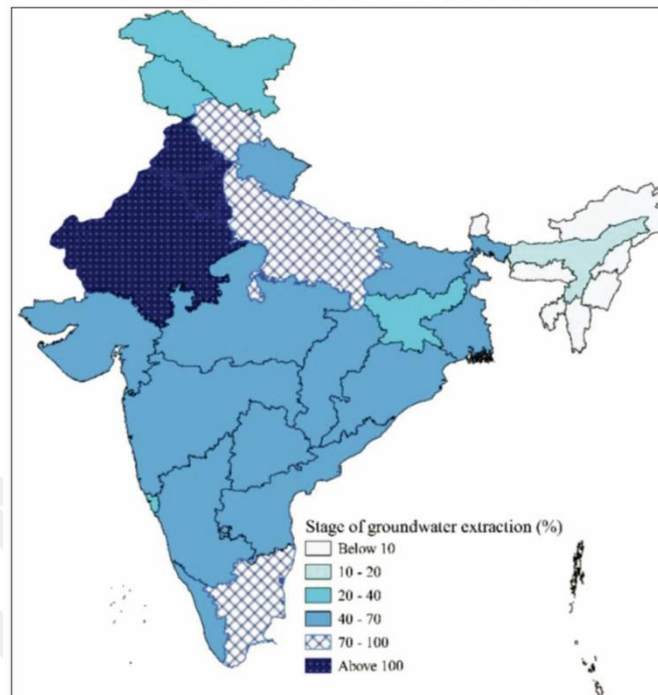 Stage of groundwater extraction (%)
Below 10
10 - 20
20 - 40
40 - 70
70 - 100
Above 100